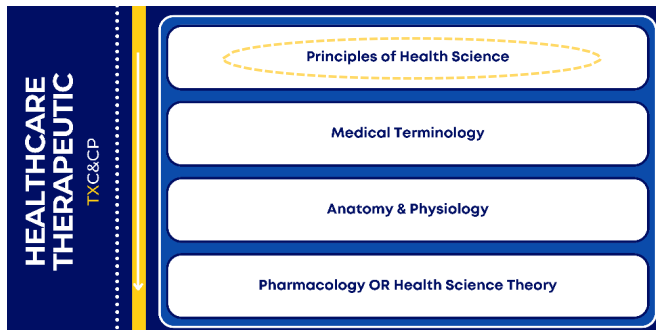 HEALTHCARE
THERAPEUTIC
TXC&CP
Principles of Health Science
Medical Terminology
Anatomy & Physiology
Pharmacology OR Health Science Theory